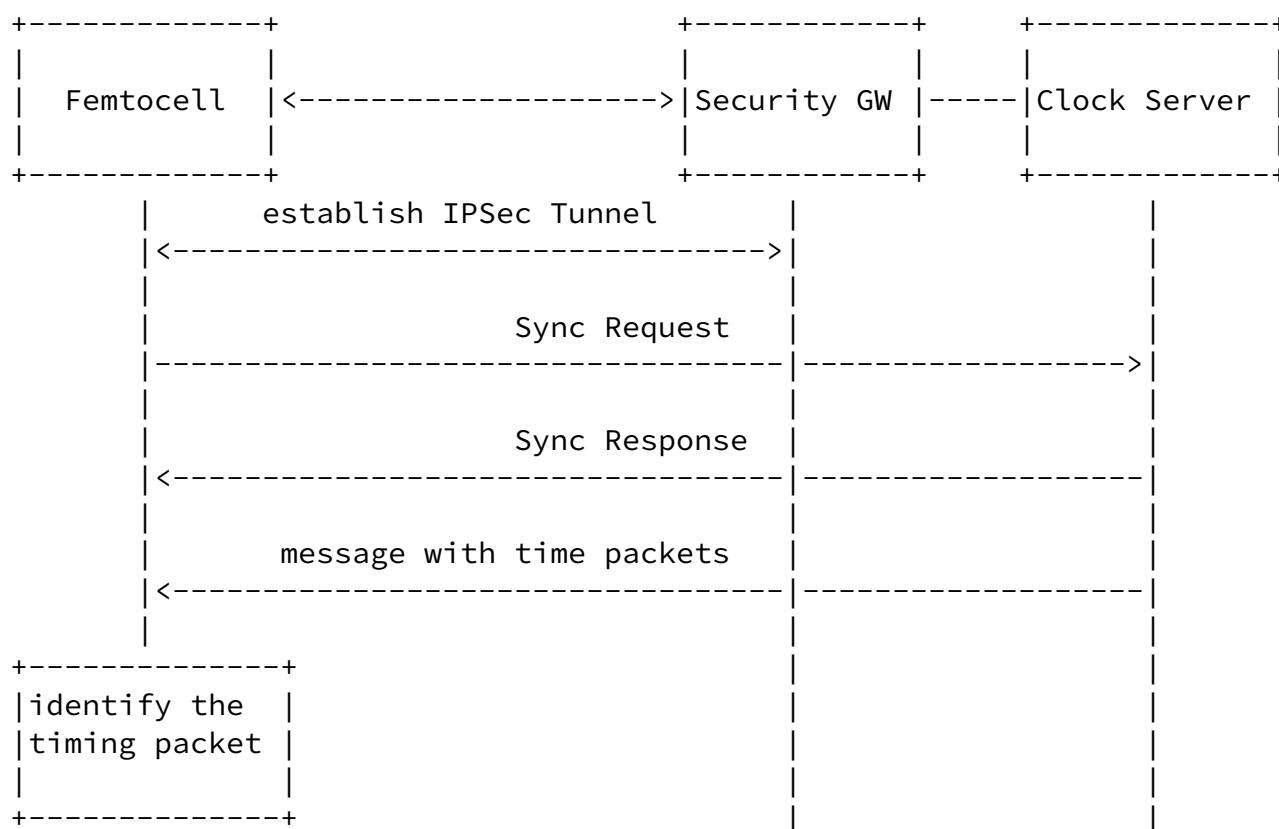 Femtocell Security GW Clock Server
establish IPSec Tunnel
Sync Request
Sync Response
message with time packets
identify the
timing packet